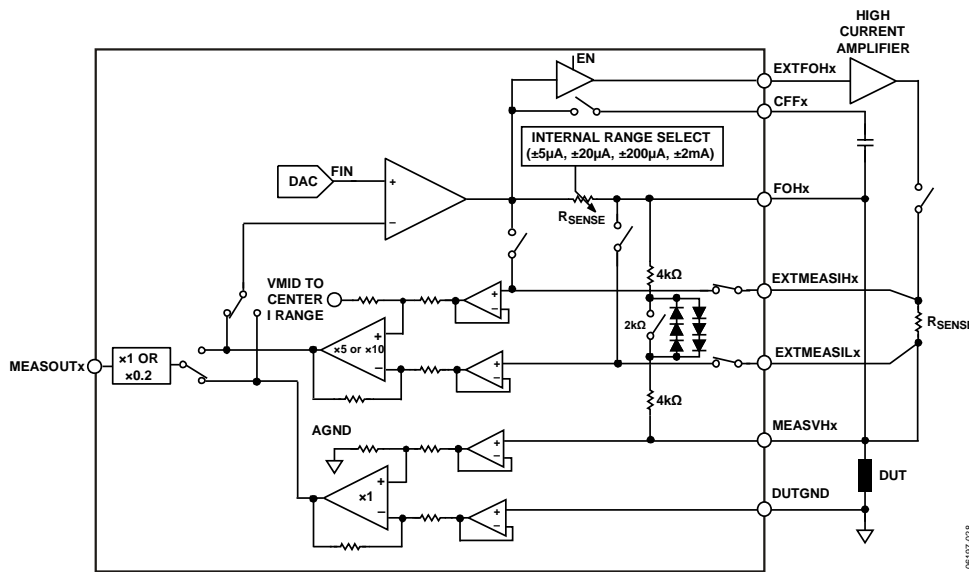 HIGH
CURRENT
AMPLIFIER
EN
EXTFOHx
CFFx
INTERNAL RANGE SELECT
(±5µA, ±20µA, ±200µA, ±2mA)
DAC
FIN
+
–
FOHx
RSENSE
4kΩ
VMID TO
CENTER
I RANGE
EXTMEASIHx
+
–
2kΩ
RSENSE
+
×5 or ×10
–
MEASOUTx
×1 OR
×0.2
EXTMEASILx
+
–
4kΩ
AGND
MEASVHx
+
–
+
×1
–
DUT
DUTGND
+
–
06197-028